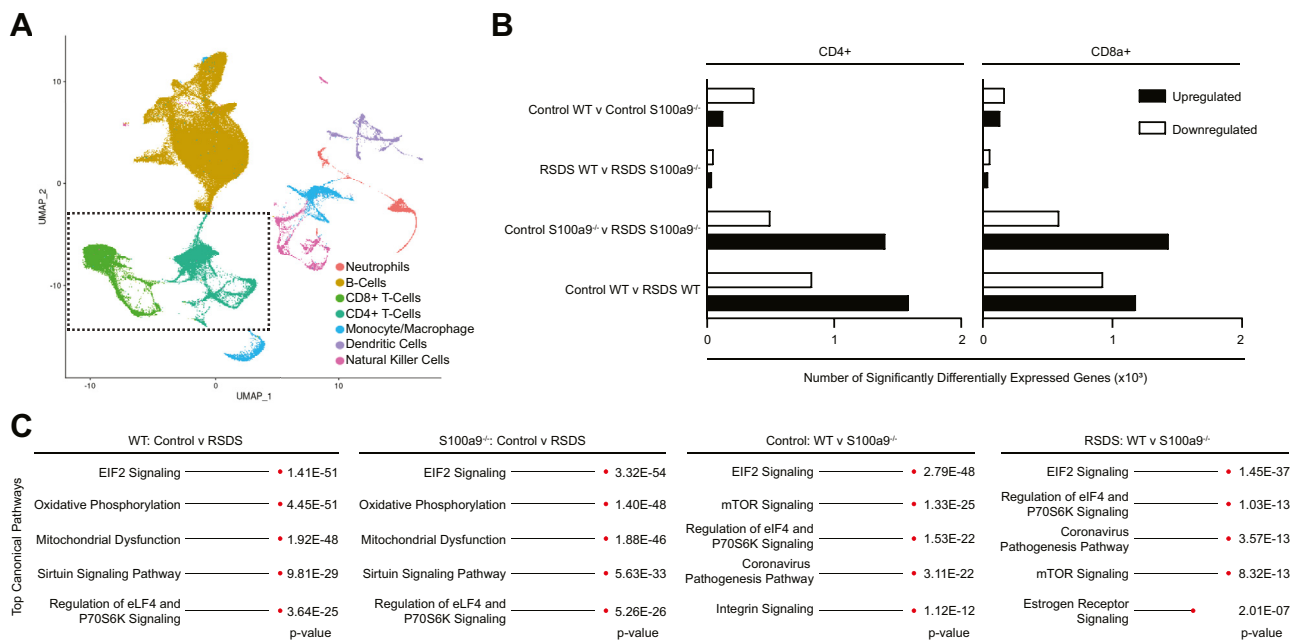 A
UMAP_2
10
0
-10
-10
0
10
UMAP_1
Neutrophils
B-Cells
CD8+ T-Cells
CD4+ T-Cells
Monocyte/Macrophage
Dendritic Cells
Natural Killer Cells
B
CD4+
CD8a+
Control WT v Control S100a9-/-
RSDS WT v RSDS S100a9-/-
Control S100a9-/- v RSDS S100a9-/-
Control WT v RSDS WT
Upregulated
Downregulated
0
1
2
0
1
2
Number of Significantly Differentially Expressed Genes (x10³)
C
Top Canonical Pathways
WT: Control v RSDS
EIF2 Signaling 1.41E-51
Oxidative Phosphorylation 4.45E-51
Mitochondrial Dysfunction 1.92E-48
Sirtuin Signaling Pathway 9.81E-29
Regulation of eLF4 and
P70S6K Signaling 3.64E-25
p-value
S100a9-/-: Control v RSDS
EIF2 Signaling 3.32E-54
Oxidative Phosphorylation 1.40E-48
Mitochondrial Dysfunction 1.88E-46
Sirtuin Signaling Pathway 5.63E-33
Regulation of eLF4 and
P70S6K Signaling 5.26E-26
p-value
Control: WT v S100a9-/-
EIF2 Signaling 2.79E-48
mTOR Signaling 1.33E-25
Regulation of eIF4 and
P70S6K Signaling 1.53E-22
Coronavirus
Pathogenesis Pathway 3.11E-22
Integrin Signaling 1.12E-12
p-value
RSDS: WT v S100a9-/-
EIF2 Signaling 1.45E-37
Regulation of eIF4 and
P70S6K Signaling 1.03E-13
Coronavirus
Pathogenesis Pathway 3.57E-13
mTOR Signaling 8.32E-13
Estrogen Receptor
Signaling 2.01E-07
p-value